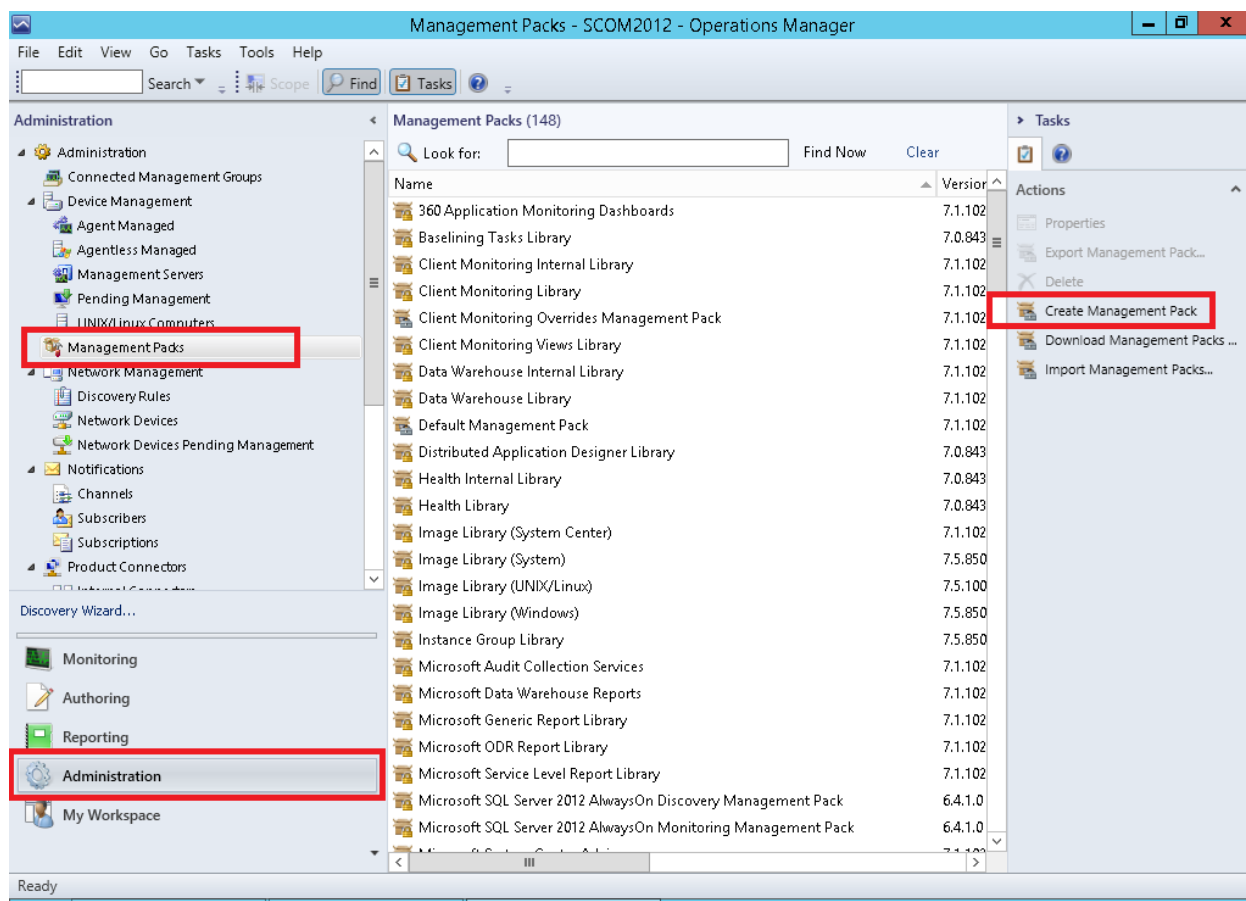 Management Packs - SCOM2012 - Operations Manager
File Edit View Go Tasks Tools Help
Search Scope Find Tasks
Administration
Administration
Connected Management Groups
Device Management
Agent Managed
Agentless Managed
Management Servers
Pending Management
UNIX/Linux Computers
Management Packs
Network Management
Discovery Rules
Network Devices
Network Devices Pending Management
Notifications
Channels
Subscribers
Subscriptions
Product Connectors
Discovery Wizard...
Monitoring
Authoring
Reporting
Administration
My Workspace
Management Packs (148)
Look for: Find Now Clear
Name Version
360 Application Monitoring Dashboards 7.1.102
Baselining Tasks Library 7.0.843
Client Monitoring Internal Library 7.1.102
Client Monitoring Library 7.1.102
Client Monitoring Overrides Management Pack 7.1.102
Client Monitoring Views Library 7.1.102
Data Warehouse Internal Library 7.1.102
Data Warehouse Library 7.1.102
Default Management Pack 7.1.102
Distributed Application Designer Library 7.0.843
Health Internal Library 7.0.843
Health Library 7.0.843
Image Library (System Center) 7.1.102
Image Library (System) 7.5.850
Image Library (UNIX/Linux) 7.5.100
Image Library (Windows) 7.5.850
Instance Group Library 7.5.850
Microsoft Audit Collection Services 7.1.102
Microsoft Data Warehouse Reports 7.1.102
Microsoft Generic Report Library 7.1.102
Microsoft ODR Report Library 7.1.102
Microsoft Service Level Report Library 7.1.102
Microsoft SQL Server 2012 AlwaysOn Discovery Management Pack 6.4.1.0
Microsoft SQL Server 2012 AlwaysOn Monitoring Management Pack 6.4.1.0
Tasks
Actions
Properties
Export Management Pack...
Delete
Create Management Pack
Download Management Packs ...
Import Management Packs...
Ready